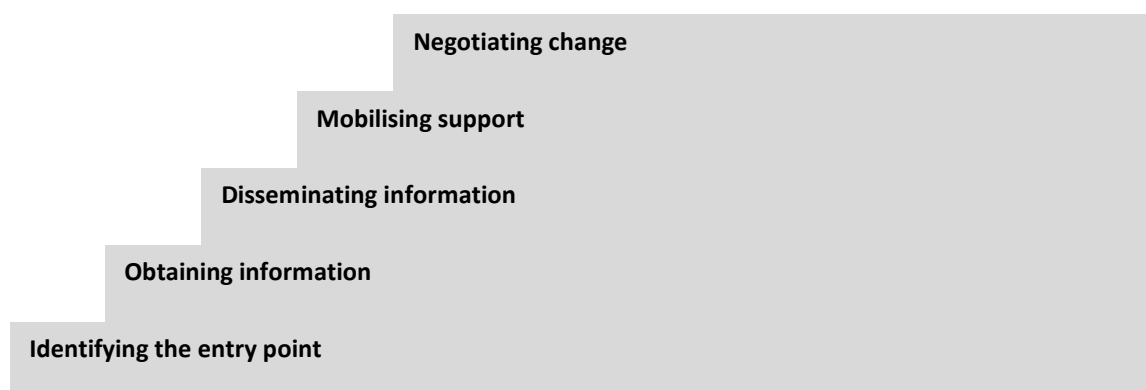 Negotiating change
Mobilising support
Disseminating information
Obtaining information
Identifying the entry point